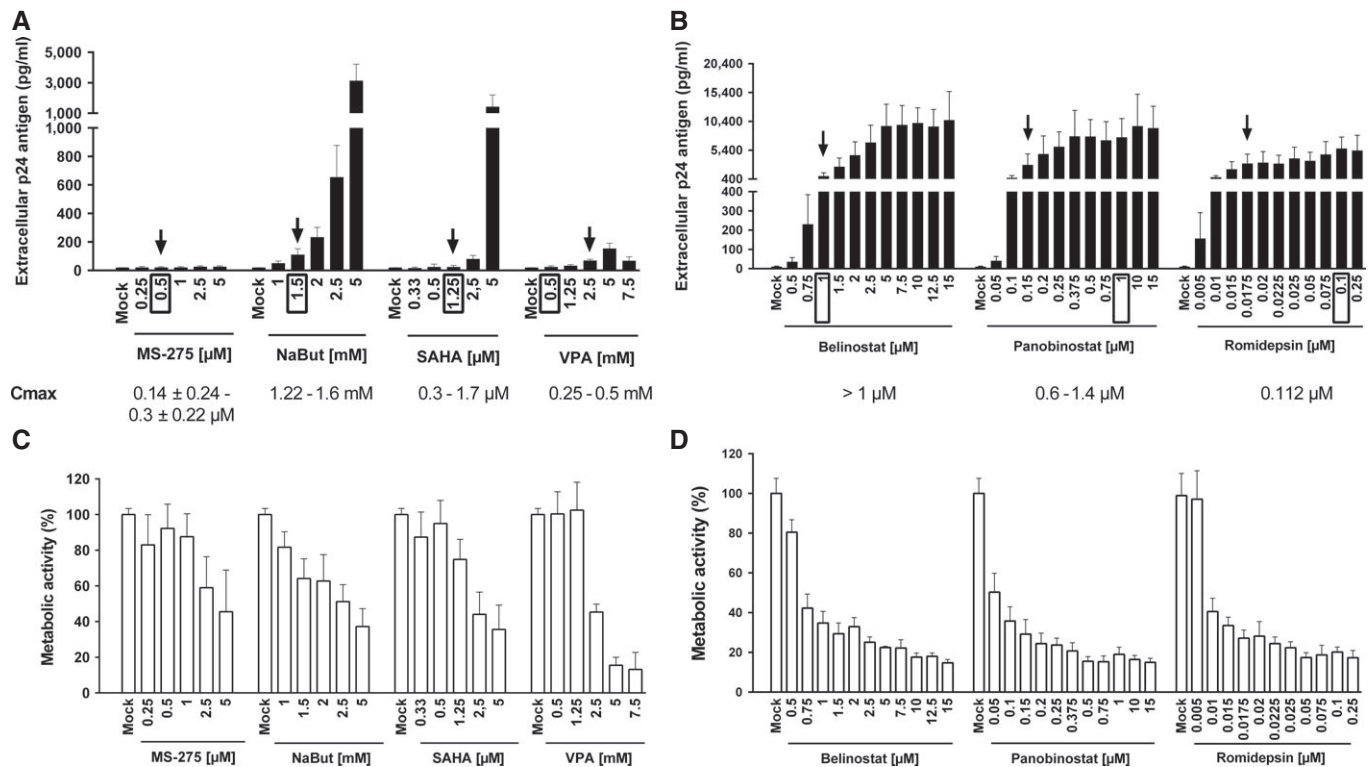 A
Extracellular p24 antigen (pg/ml)
5,000
3,000
1,000
1,000
800
600
400
200
0
Mock 0.25 0.5 1 2.5 5
MS-275 [µM]
Mock 1 1.5 2 2.5 5
NaBut [mM]
Mock 0.33 0.5 1.25 2,5 5
SAHA [µM]
Mock 0.5 1.25 2.5 5 7.5
VPA [mM]
Cmax
0.14 ± 0.24 -
0.3 ± 0.22 µM
1.22 - 1.6 mM
0.3 - 1.7 µM
0.25 - 0.5 mM
B
Extracellular p24 antigen (pg/ml)
20,400
15,400
10,400
5,400
400
400
300
200
100
0
Mock 0.5 0.75 1 1.5 2 2.5 5 7.5 10 12.5 15
Belinostat [µM]
Mock 0.05 0.1 0.15 0.2 0.25 0.375 0.5 0.75 1 10 15
Panobinostat [µM]
Mock 0.005 0.01 0.015 0.0175 0.02 0.0225 0.025 0.05 0.075 0.1 0.25
Romidepsin [µM]
> 1 µM
0.6 - 1.4 µM
0.112 µM
C
Metabolic activity (%)
120
100
80
60
40
20
0
Mock 0.25 0.5 1 2.5 5
MS-275 [µM]
Mock 1 1.5 2 2.5 5
NaBut [mM]
Mock 0.33 0.5 1.25 2,5 5
SAHA [µM]
Mock 0.5 1.25 2.5 5 7.5
VPA [mM]
D
Metabolic activity (%)
120
100
80
60
40
20
0
Mock 0.5 0.75 1 1.5 2 2.5 5 7.5 10 12.5 15
Belinostat [µM]
Mock 0.05 0.1 0.15 0.2 0.25 0.375 0.5 0.75 1 10 15
Panobinostat [µM]
Mock 0.005 0.01 0.015 0.0175 0.02 0.0225 0.025 0.05 0.075 0.1 0.25
Romidepsin [µM]